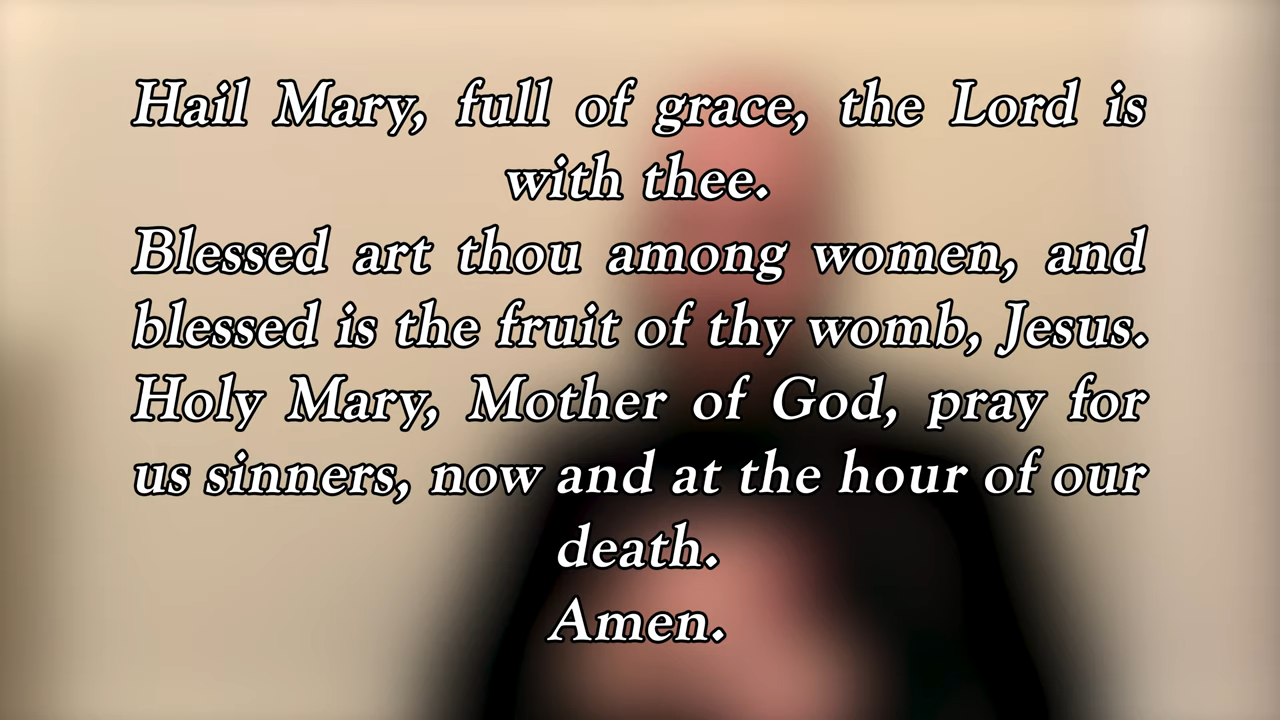 Hail Mary, full of grace, the Lord is
with thee.
Blessed art thou among women, and
blessed is the fruit of thy womb, Jesus.
Holy Mary, Mother of God, pray for
us sinners, now and at the hour of our
death.
Amen.